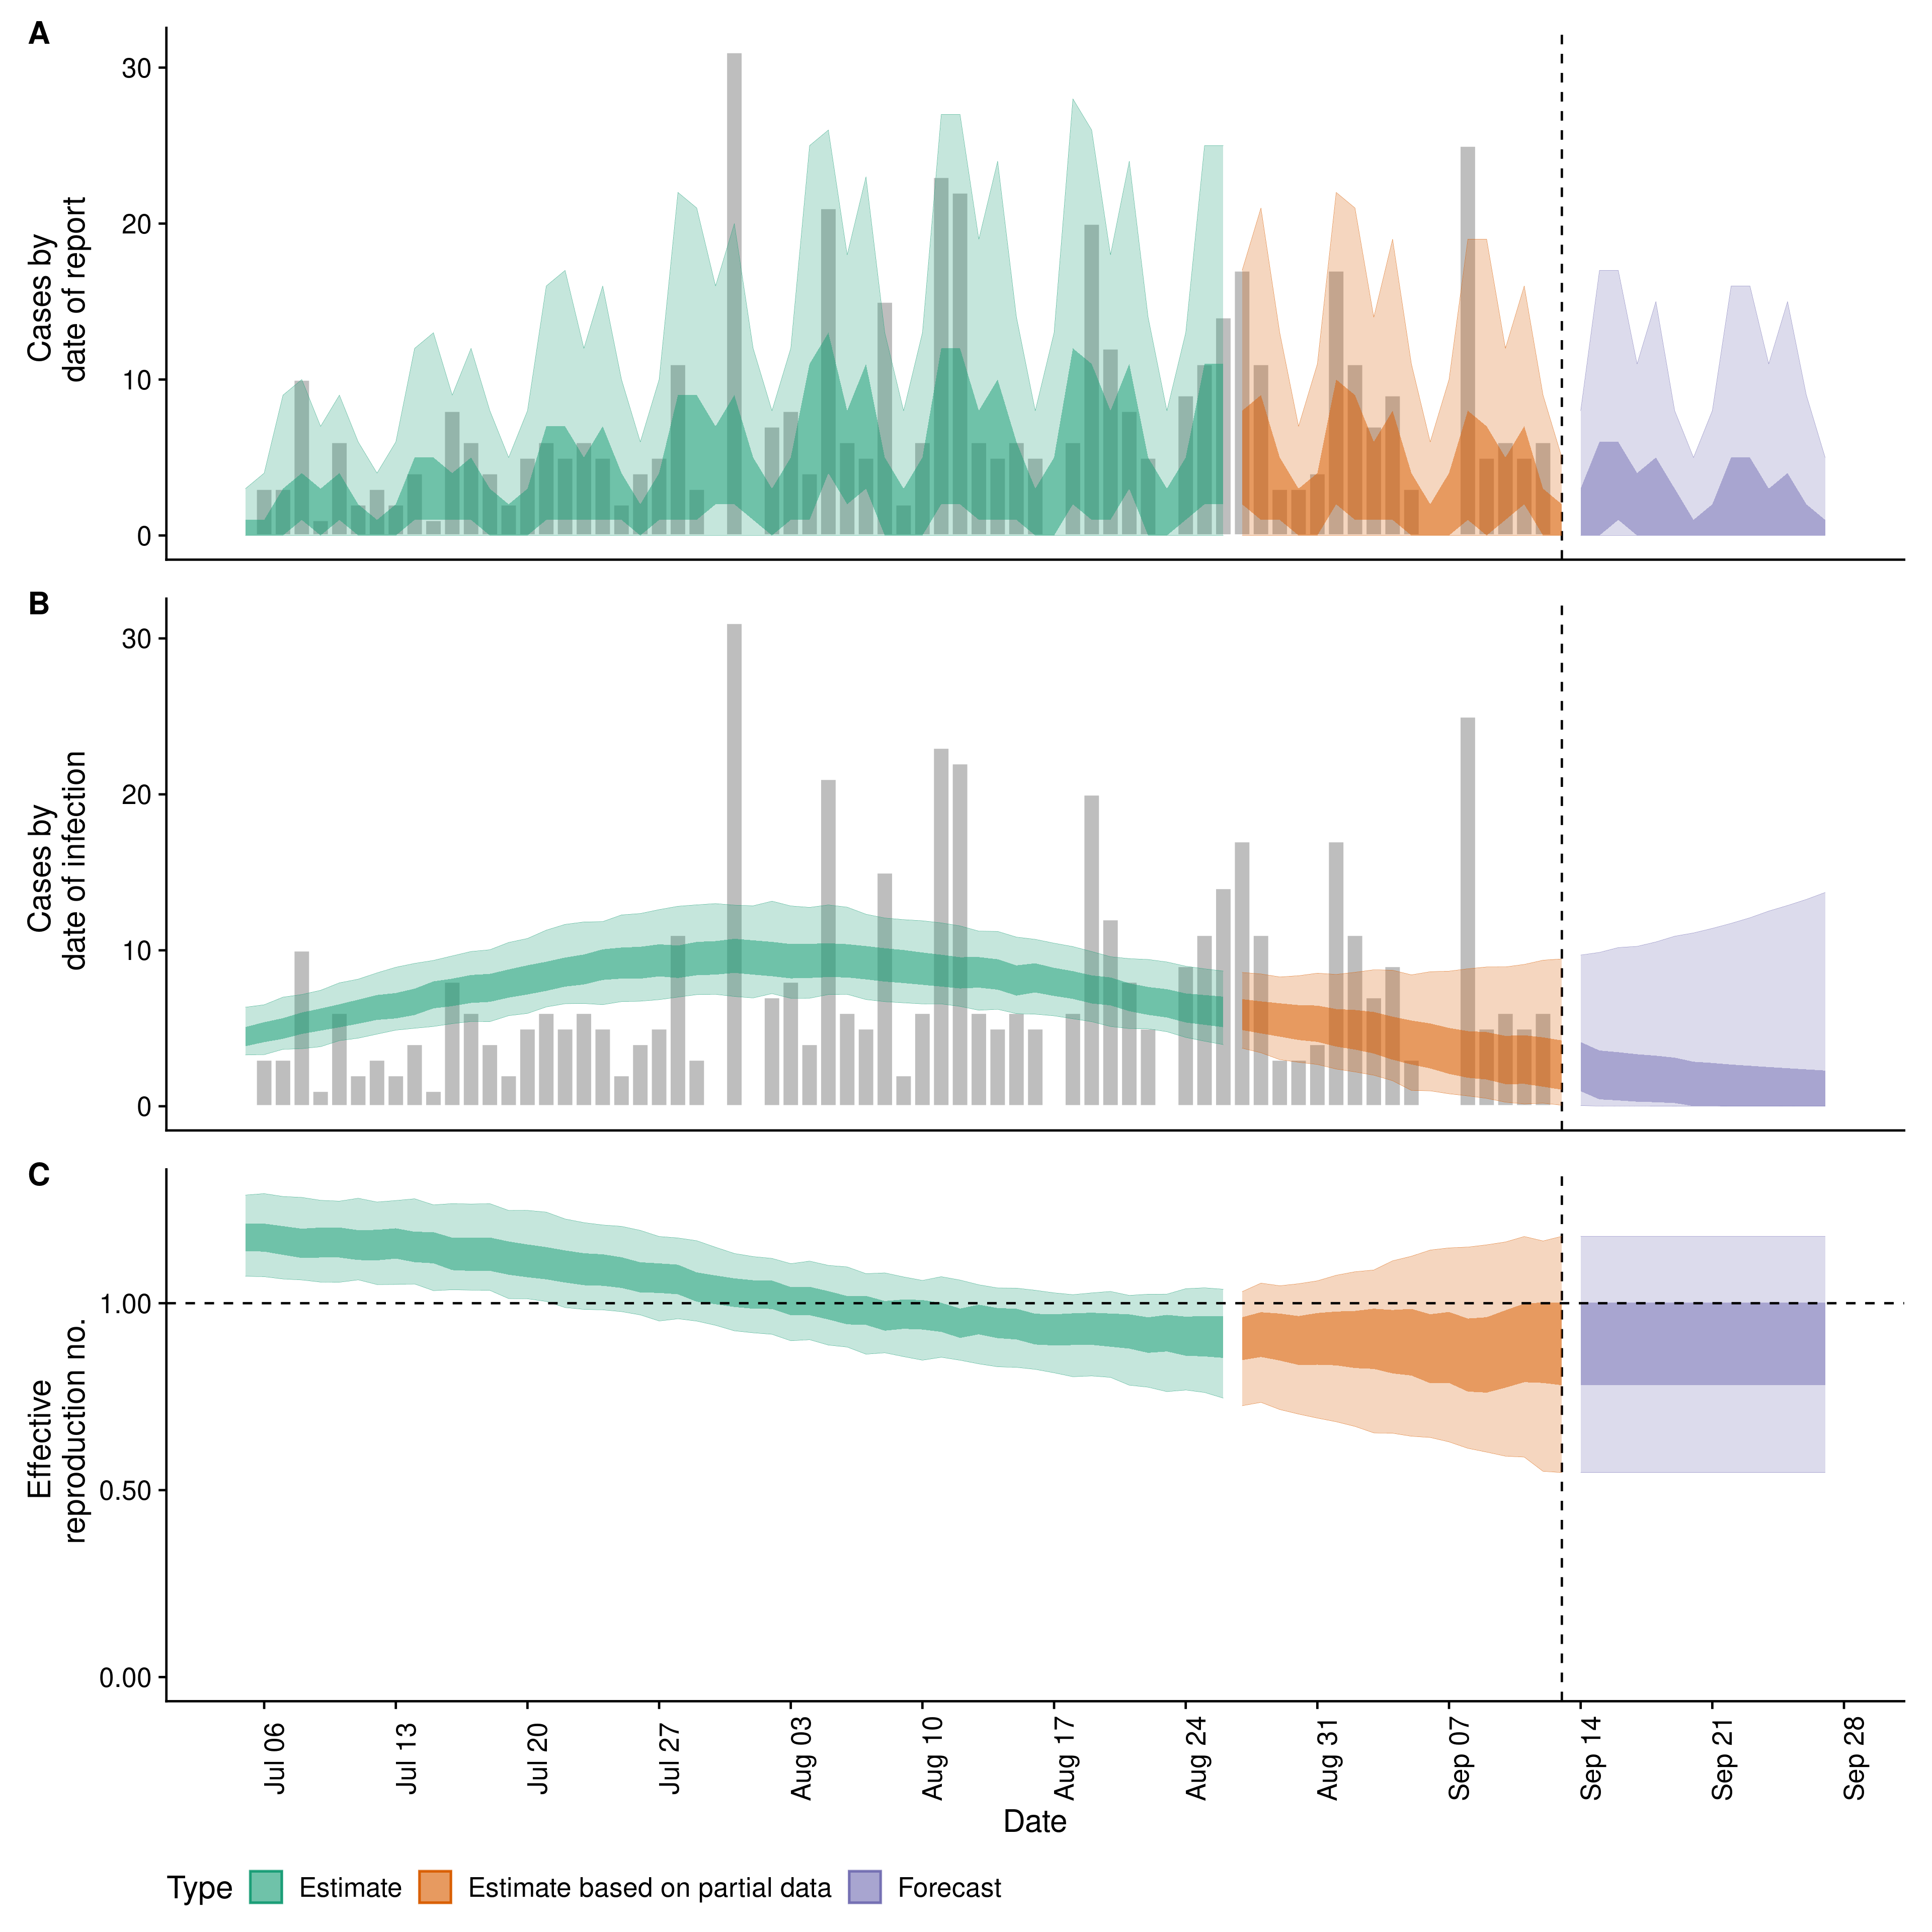 A
30
20
10
0
Cases by
date of report
B
30
20
10
0
Cases by
date of infection
C
1.00
0.50
0.00
Effective
reproduction no.
Jul 06
Jul 13
Jul 20
Jul 27
Aug 03
Aug 10
Aug 17
Aug 24
Aug 31
Sep 07
Sep 14
Sep 21
Sep 28
Date
Type Estimate Estimate based on partial data Forecast